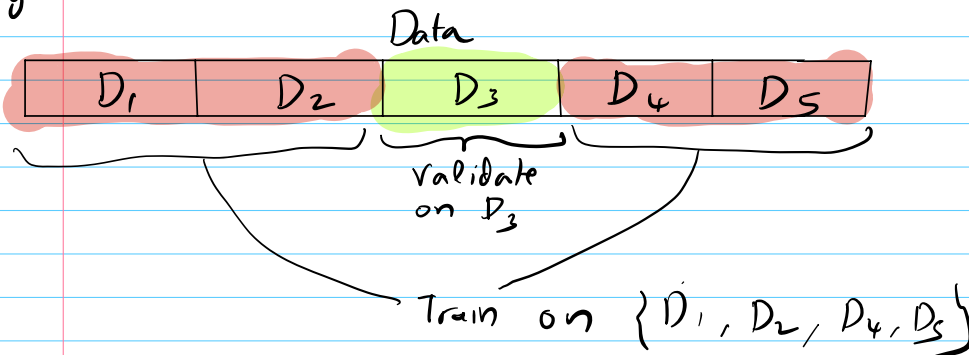 y
Data
D₁ D₂ D₃ D₄ D₅
validate
on D₃
Train on {D₁, D₂, D₄, D₅}